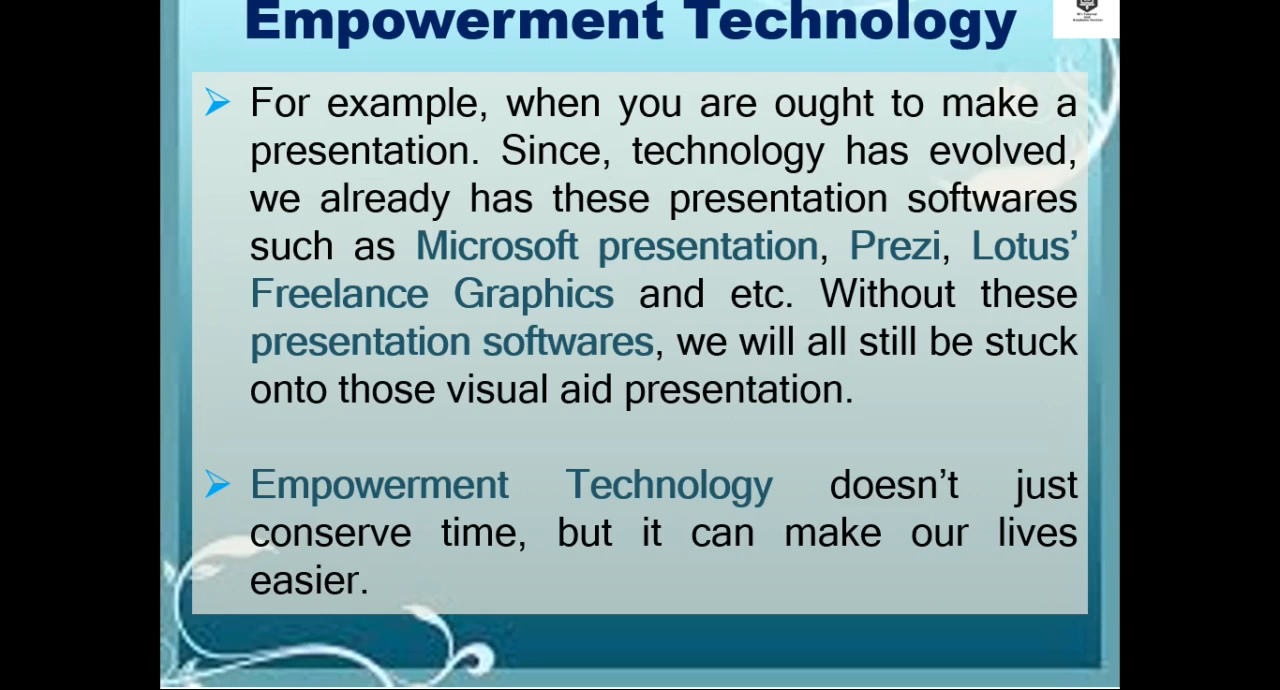 Empowerment Technology
For example, when you are ought to make a
presentation. Since, technology has evolved,
we already has these presentation softwares
such as Microsoft presentation, Prezi, Lotus’
Freelance Graphics and etc. Without these
presentation softwares, we will all still be stuck
onto those visual aid presentation.
Empowerment Technology doesn’t just
conserve time, but it can make our lives
easier.